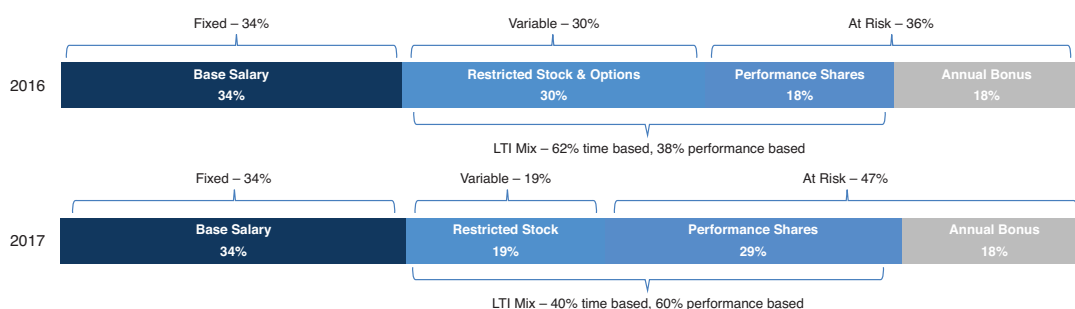 Fixed – 34% Variable – 30% At Risk – 36%
2016
Base Salary Restricted Stock & Options Performance Shares Annual Bonus
34% 30% 18% 18%
LTI Mix – 62% time based, 38% performance based
Fixed – 34% Variable – 19% At Risk – 47%
2017
Base Salary Restricted Stock Performance Shares Annual Bonus
34% 19% 29% 18%
LTI Mix – 40% time based, 60% performance based